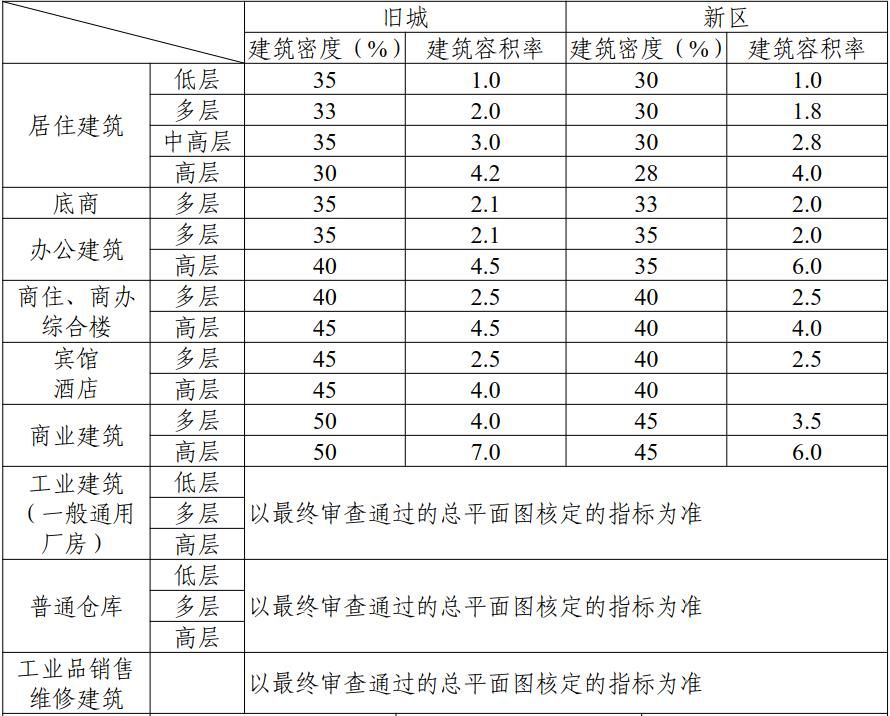 旧城 新区
建筑密度（%） 建筑容积率 建筑密度（%） 建筑容积率
居住建筑 低层 35 1.0 30 1.0
多层 33 2.0 30 1.8
中高层 35 3.0 30 2.8
高层 30 4.2 28 4.0
底商 多层 35 2.1 33 2.0
办公建筑 多层 35 2.1 35 2.0
高层 40 4.5 35 6.0
商住、商办 多层 40 2.5 40 2.5
综合楼 高层 45 4.5 40 4.0
宾馆 多层 45 2.5 40 2.5
酒店 高层 45 4.0 40
商业建筑 多层 50 4.0 45 3.5
高层 50 7.0 45 6.0
工业建筑 低层
（一般通用 多层 以最终审查通过的总平面图核定的指标为准
厂房） 高层
低层
普通仓库 多层 以最终审查通过的总平面图核定的指标为准
高层
工业品销售
维修建筑 以最终审查通过的总平面图核定的指标为准